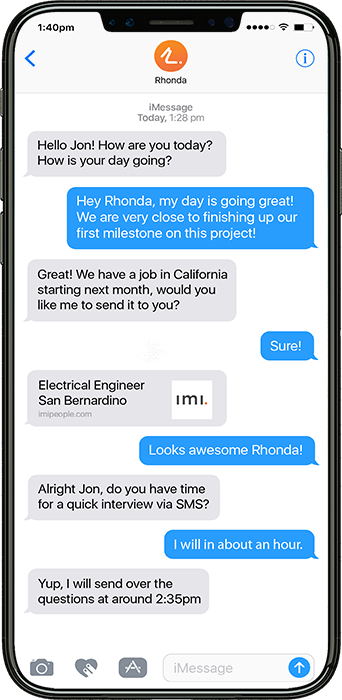 1:40pm
Rhonda
iMessage
Today, 1:28 pm
Hello Jon! How are you today?
How is your day going?
Hey Rhonda, my day is going great!
We are very close to finishing up our
first milestone on this project!
Great! We have a job in California
starting next month, would you
like me to send it to you?
Sure!
Electrical Engineer
San Bernardino
imipeople.com
ımı.
Looks awesome Rhonda!
Alright Jon, do you have time
for a quick interview via SMS?
I will in about an hour.
Yup, I will send over the
questions at around 2:35pm
iMessage